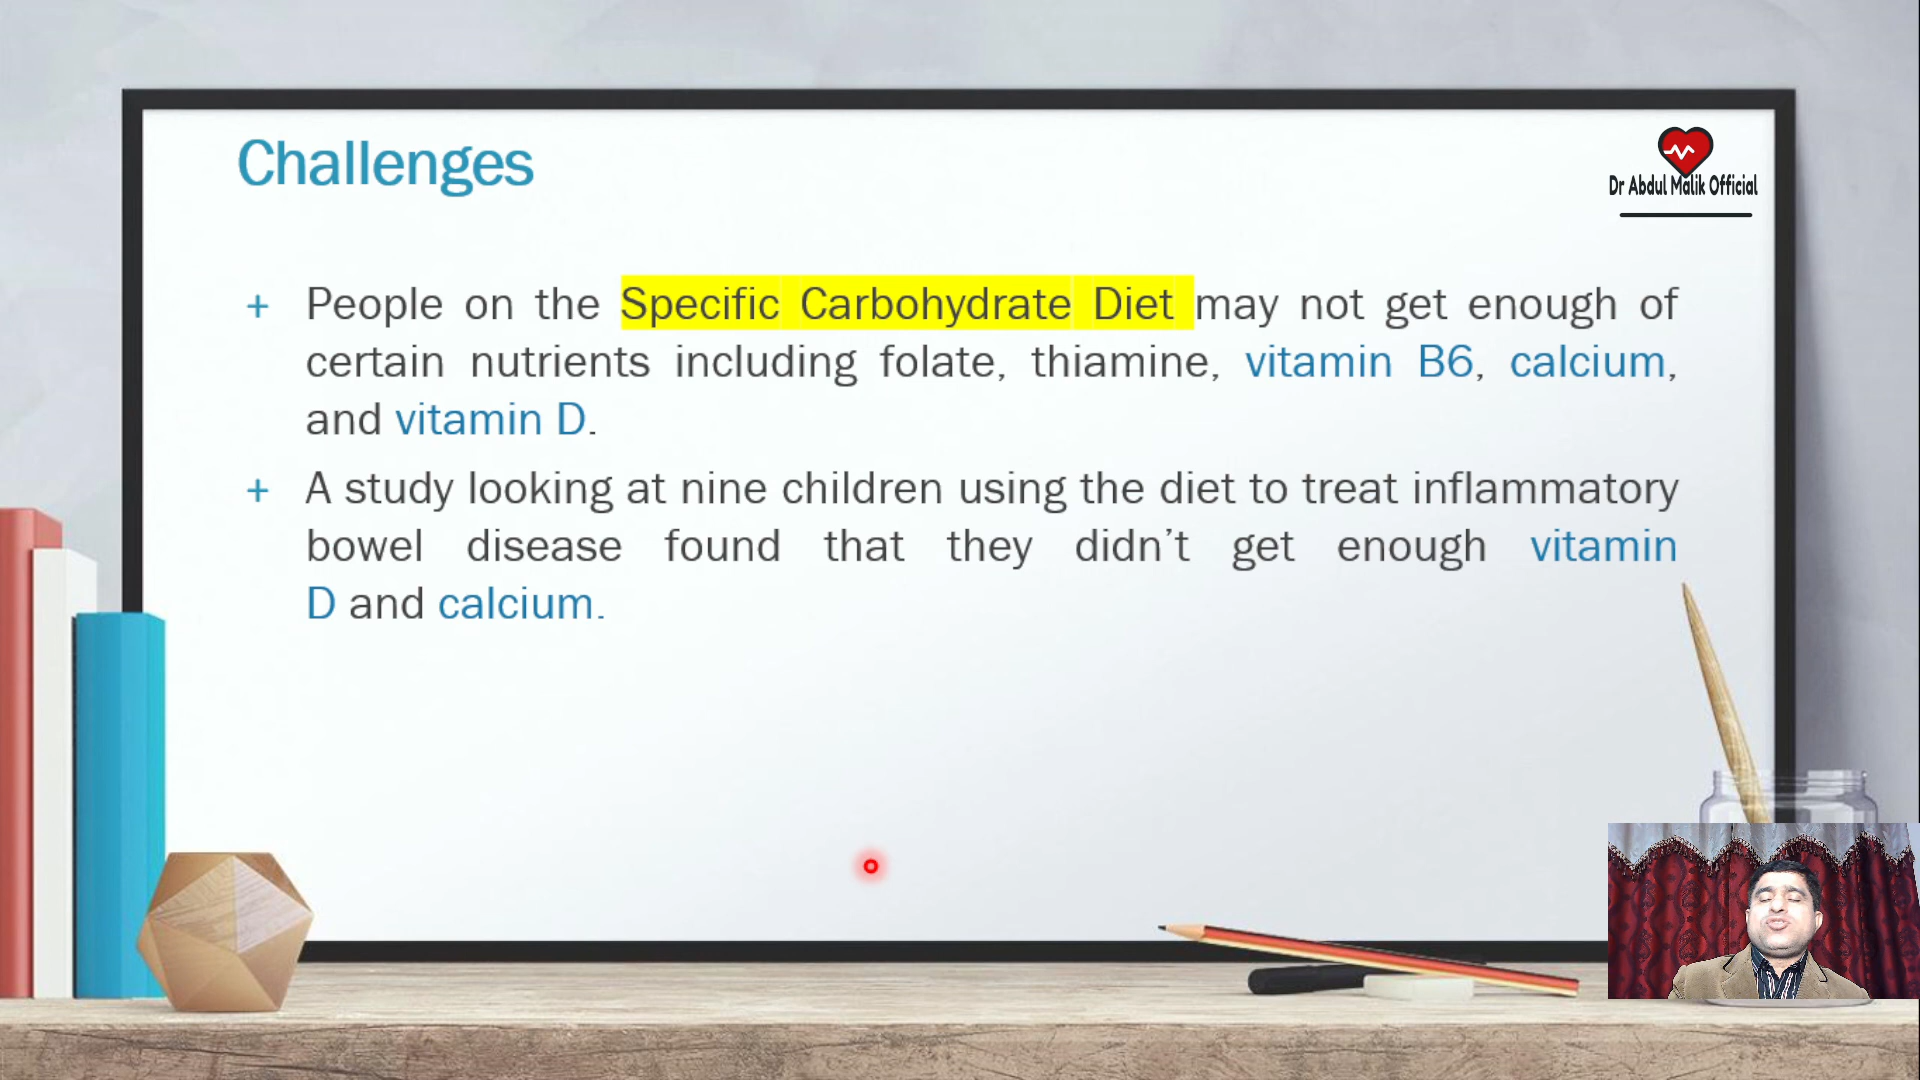 Challenges
Dr Abdul Malik Official
+ People on the Specific Carbohydrate Diet may not get enough of
certain nutrients including folate, thiamine, vitamin B6, calcium,
and vitamin D.
+ A study looking at nine children using the diet to treat inflammatory
bowel disease found that they didn’t get enough vitamin
D and calcium.